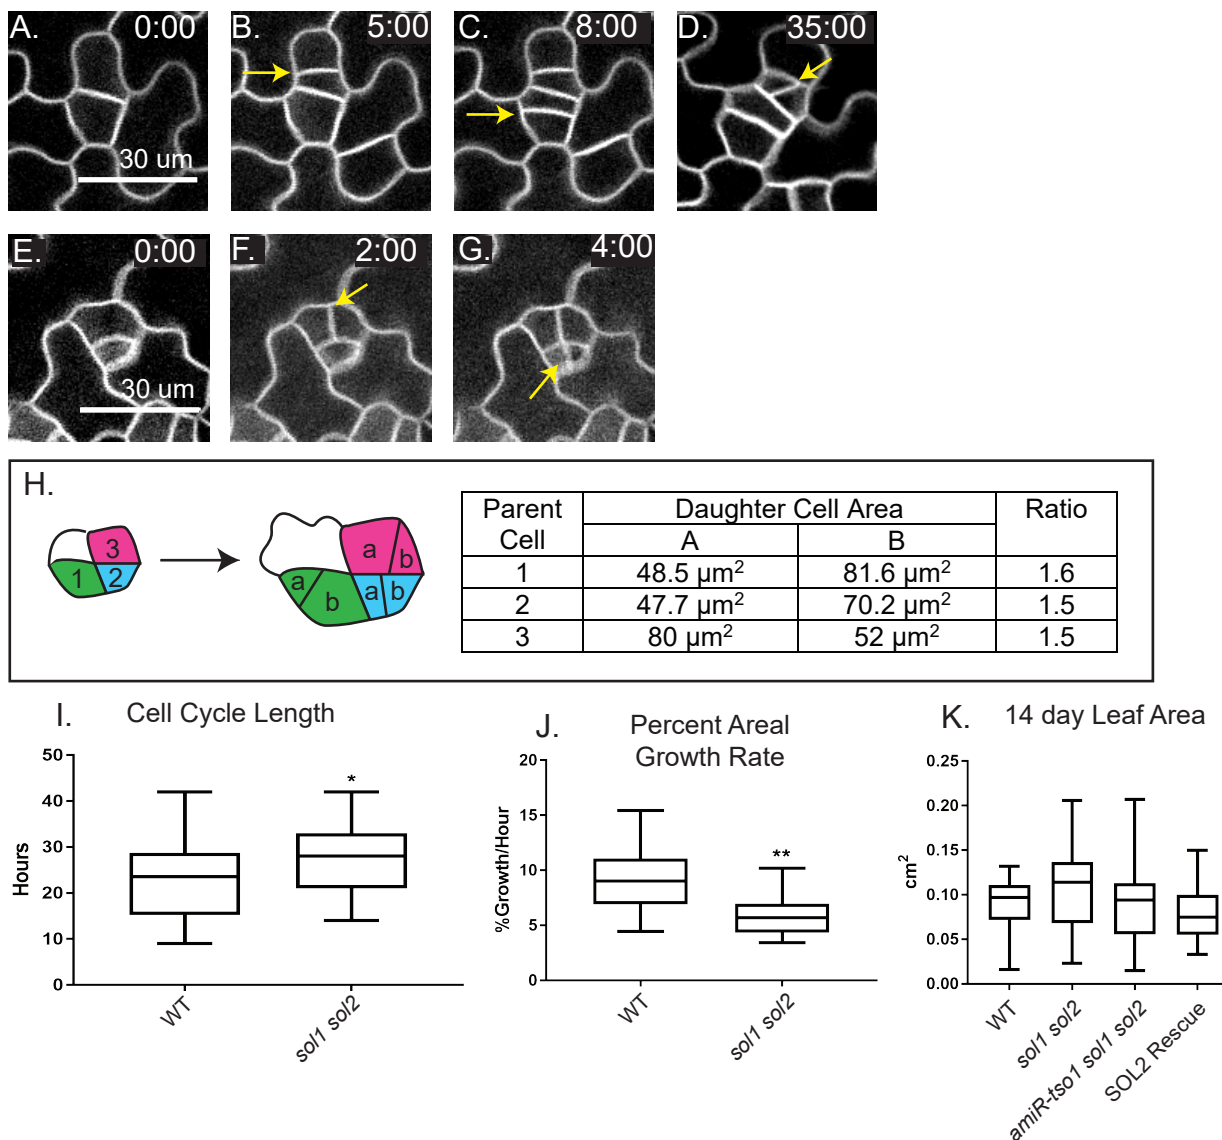 A. 0:00
B. 5:00
C. 8:00
D. 35:00
30 um
E. 0:00
F. 2:00
G. 4:00
30 um
H.
1 2 3
a b
a b
a b
Parent Cell Daughter Cell Area Ratio
A B
1 48.5 µm² 81.6 µm² 1.6
2 47.7 µm² 70.2 µm² 1.5
3 80 µm² 52 µm² 1.5
I. Cell Cycle Length
Hours
50
40
30
20
10
0
*
WT
sol1 sol2
J. Percent Areal
Growth Rate
%Growth/Hour
20
15
10
5
0
**
WT
sol1 sol2
K. 14 day Leaf Area
cm²
0.25
0.20
0.15
0.10
0.05
0.00
WT
sol1 sol2
amiR-tso1 sol1 sol2
SOL2 Rescue